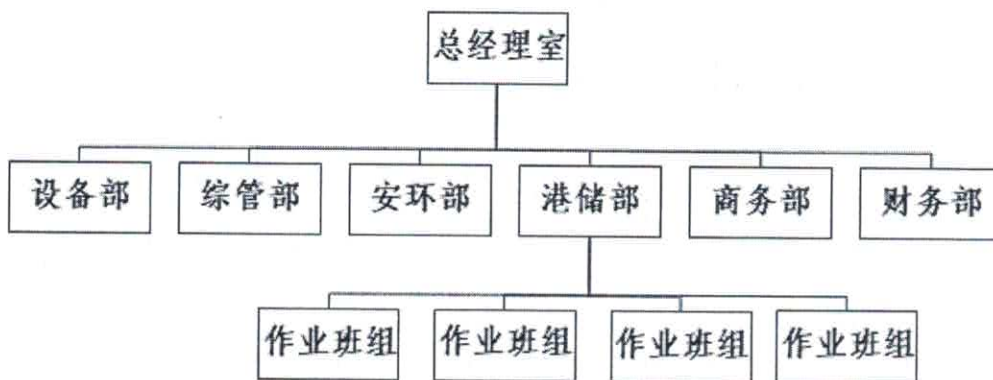 总经理室
设备部
综管部
安环部
港储部
商务部
财务部
作业班组
作业班组
作业班组
作业班组